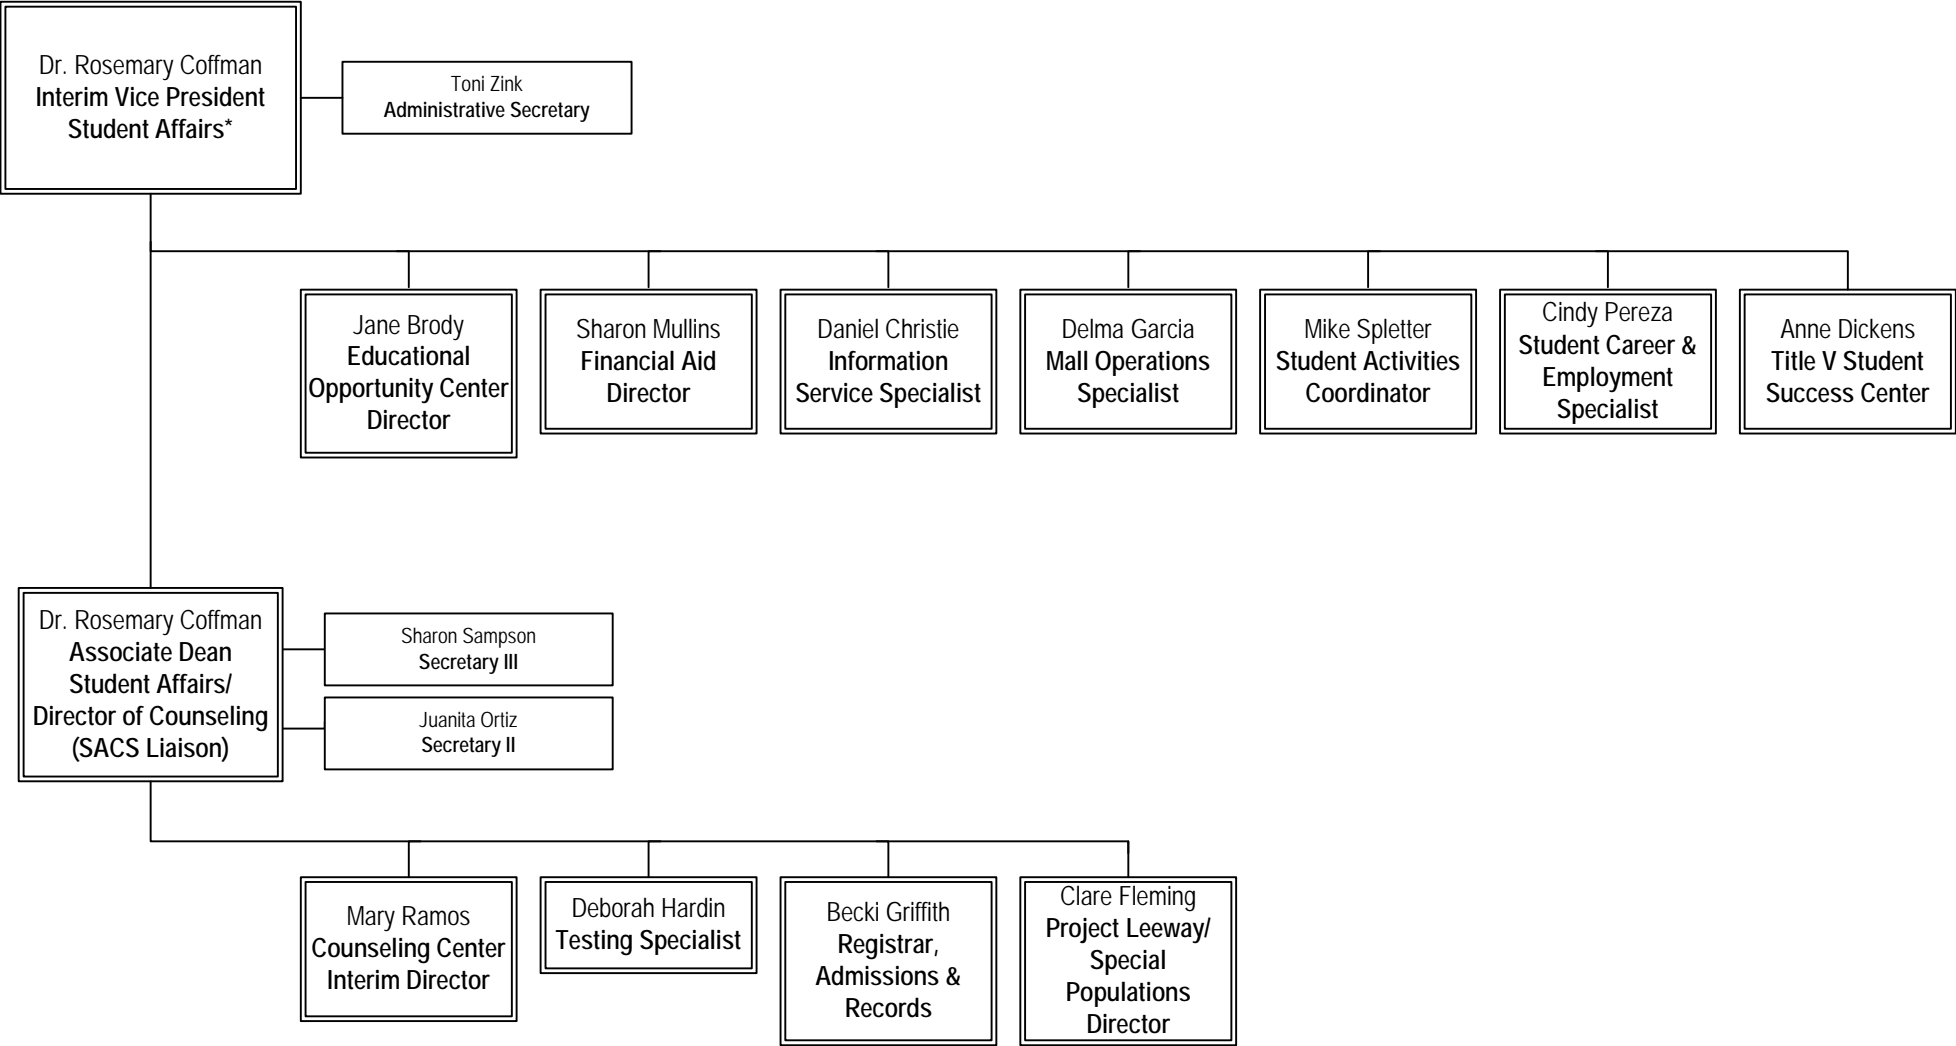 Dr. Rosemary Coffman
Interim Vice President
Student Affairs*
Toni Zink
Administrative Secretary
Jane Brody
Educational
Opportunity Center
Director
Sharon Mullins
Financial Aid
Director
Daniel Christie
Information
Service Specialist
Delma Garcia
Mall Operations
Specialist
Mike Spletter
Student Activities
Coordinator
Cindy Pereza
Student Career &
Employment
Specialist
Anne Dickens
Title V Student
Success Center
Dr. Rosemary Coffman
Associate Dean
Student Affairs/
Director of Counseling
(SACS Liaison)
Sharon Sampson
Secretary III
Juanita Ortiz
Secretary II
Mary Ramos
Counseling Center
Interim Director
Deborah Hardin
Testing Specialist
Becki Griffith
Registrar,
Admissions &
Records
Clare Fleming
Project Leeway/
Special
Populations
Director